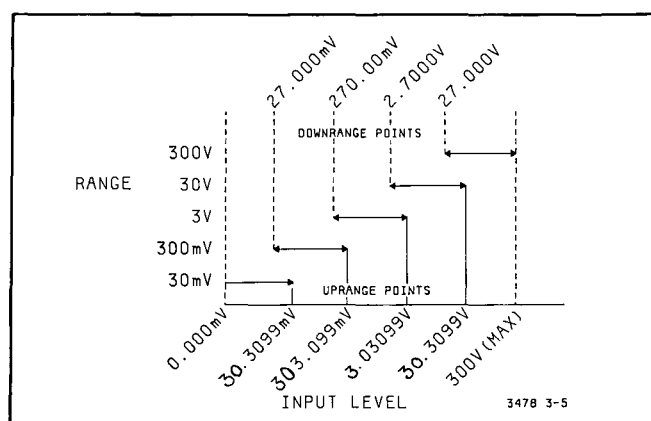 27.000mV
270.00mV
2.7000V
27.000V
DOWNRANGE POINTS
300V
RANGE
30V
3V
300mV
30mV
UPRANGE POINTS
0.000mV
30.3099mV
303.099mV
3.03099V
30.3099V
300V(MAX)
INPUT LEVEL
3478 3-5